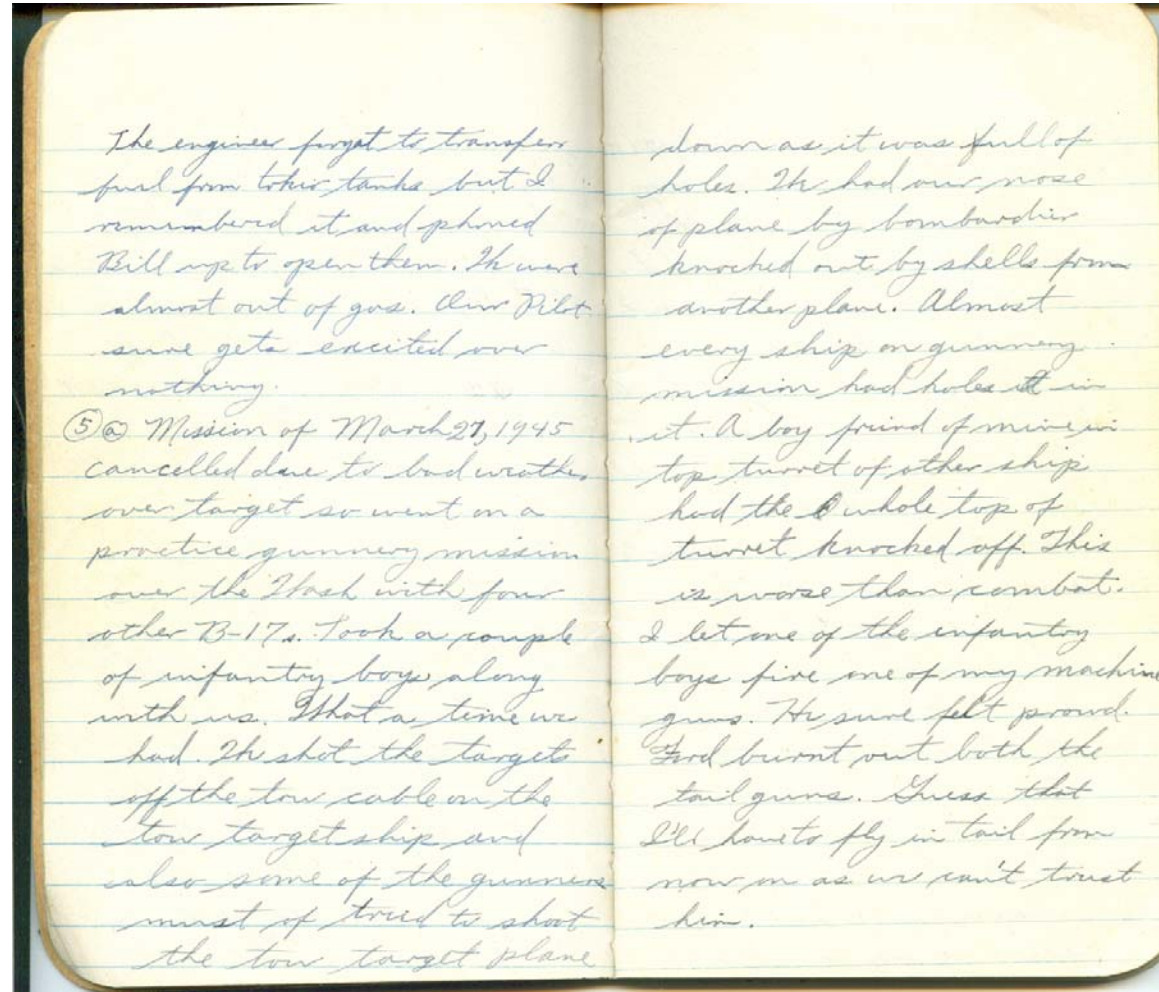 The engineer forgot to transferr
fuel from tokio tanks but I
remembered it and phoned
Bill up to open them. We were
almost out of gas. Our Pilot
sure gets excited over
nothing.
⑤ ⓐ Mission of March 27, 1945
cancelled due to bad weather
over target so went on a
practice gunnery mission
over the Wash with four
other B-17s. Took a couple
of infantry boys along
with us. What a time we
had. We shot the targets
off the tow cable on the
tow target ship and
also some of the gunners
must of tried to shoot
the tow target plane
down as it was full of
holes. We had our nose
of plane by bombardier
knocked out by shells from
another plane. Almost
every ship on gunnery
mission had holes in
it. A boy freind of mine in
top turret of other ship
had the whole top of
turret knocked off. This
is worse than combat.
I let one of the infantry
boys fire one of my machine
guns. He sure felt proud.
Ford burnt out both the
tail guns. Guess that
I'll have to fly in tail from
now on as we can't trust
him.